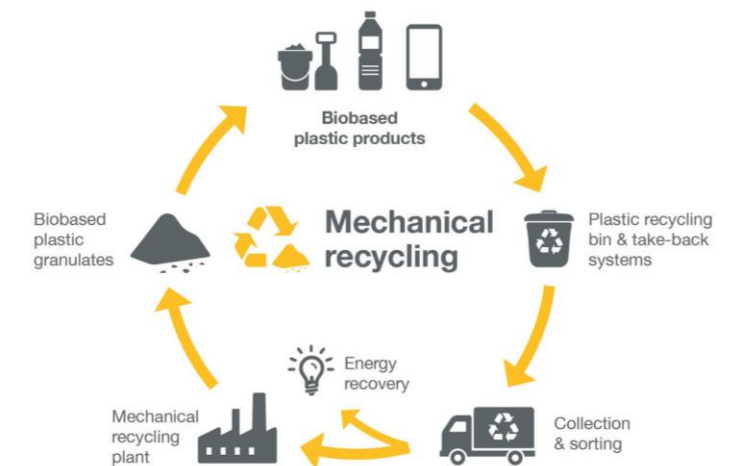 Biobased
plastic products
Mechanical
recycling
Plastic recycling
bin & take-back
systems
Collection
& sorting
Energy
recovery
Mechanical
recycling
plant
Biobased
plastic
granulates